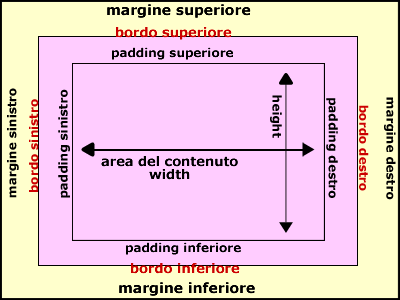 margine superiore
bordo superiore
padding superiore
margine sinistro
bordo sinistro
padding sinistro
height
area del contenuto
width
padding destro
bordo destro
margine destro
padding inferiore
bordo inferiore
margine inferiore